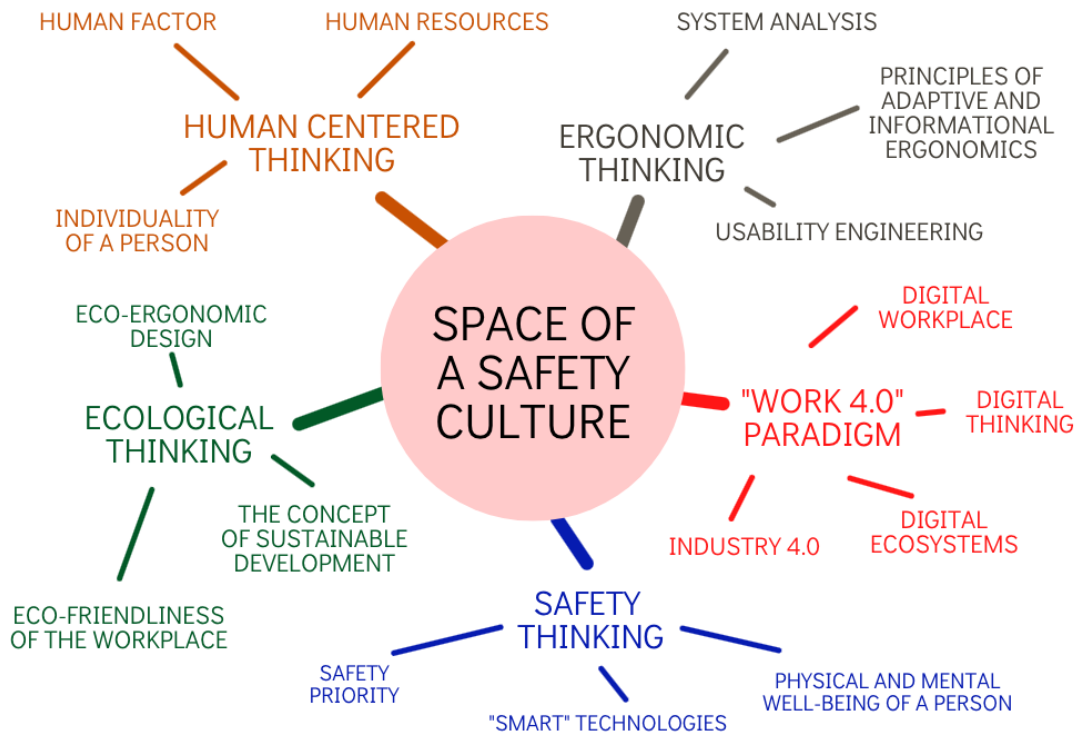 HUMAN FACTOR
HUMAN RESOURCES
HUMAN CENTERED
THINKING
INDIVIDUALITY
OF A PERSON
SYSTEM ANALYSIS
PRINCIPLES OF
ADAPTIVE AND
INFORMATIONAL
ERGONOMICS
ERGONOMIC
THINKING
USABILITY ENGINEERING
SPACE OF
A SAFETY
CULTURE
ECO-ERGONOMIC
DESIGN
ECOLOGICAL
THINKING
THE CONCEPT
OF SUSTAINABLE
DEVELOPMENT
ECO-FRIENDLINESS
OF THE WORKPLACE
DIGITAL
WORKPLACE
"WORK 4.0"
PARADIGM
DIGITAL
THINKING
DIGITAL
ECOSYSTEMS
INDUSTRY 4.0
SAFETY
THINKING
SAFETY
PRIORITY
"SMART" TECHNOLOGIES
PHYSICAL AND MENTAL
WELL-BEING OF A PERSON